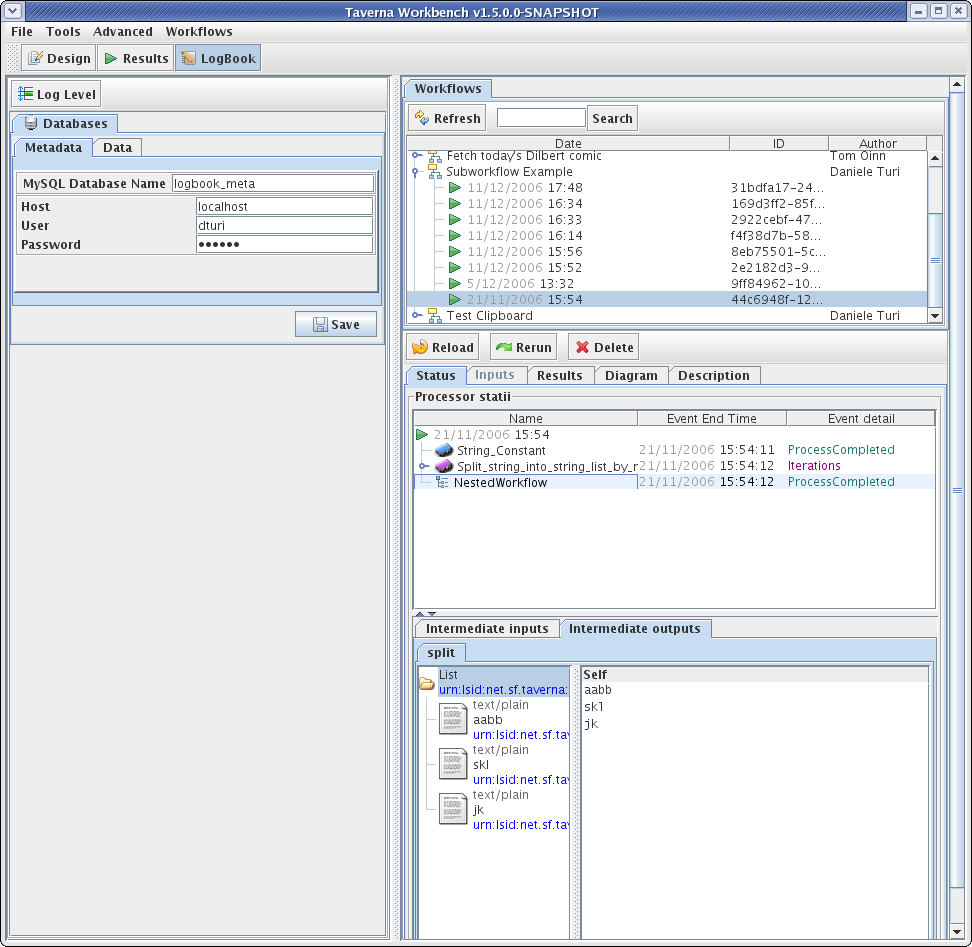 Taverna Workbench v1.5.0.0-SNAPSHOT
File Tools Advanced Workflows
Design Results LogBook
Log Level
Databases
Metadata Data
MySQL Database Name logbook_meta
Host localhost
User dturi
Password ••••••
Save
Workflows
Refresh Search
Date ID Author
Fetch today's Dilbert comic Tom Oinn
Subworkflow Example Daniele Turi
11/12/2006 17:48 31bdfa17-24...
11/12/2006 16:34 169d3ff2-85f...
11/12/2006 16:33 2922cebf-47...
11/12/2006 16:14 f4f38d7b-58...
11/12/2006 15:56 8eb75501-5c...
11/12/2006 15:52 2e2182d3-9...
5/12/2006 13:32 9ff84962-10...
21/11/2006 15:54 44c6948f-12...
Test Clipboard Daniele Turi
Reload Rerun Delete
Status Inputs Results Diagram Description
Processor statii
Name Event End Time Event detail
21/11/2006 15:54
String_Constant 21/11/2006 15:54:11 ProcessCompleted
Split_string_into_string_list_by_r 21/11/2006 15:54:12 Iterations
NestedWorkflow 21/11/2006 15:54:12 ProcessCompleted
Intermediate inputs Intermediate outputs
split
List
urn:lsid:net.sf.taverna:
text/plain
aabb
urn:lsid:net.sf.tav
text/plain
skl
urn:lsid:net.sf.tav
text/plain
jk
urn:lsid:net.sf.tav
Self
aabb
skl
jk